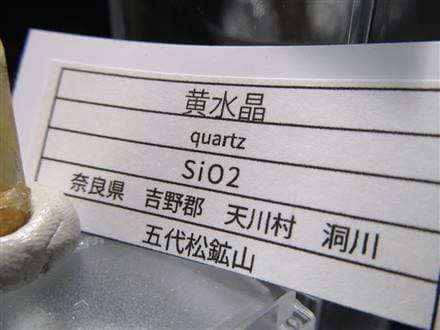 黄水晶
quartz
SiO2
奈良県 吉野郡 天川村 洞川
五代松鉱山